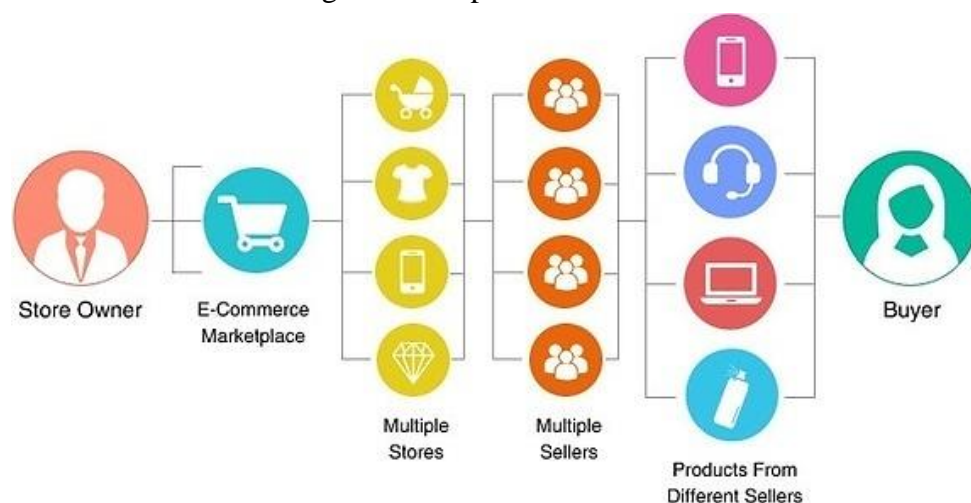 Store Owner
E-Commerce
Marketplace
Multiple
Stores
Multiple
Sellers
Products From
Different Sellers
Buyer